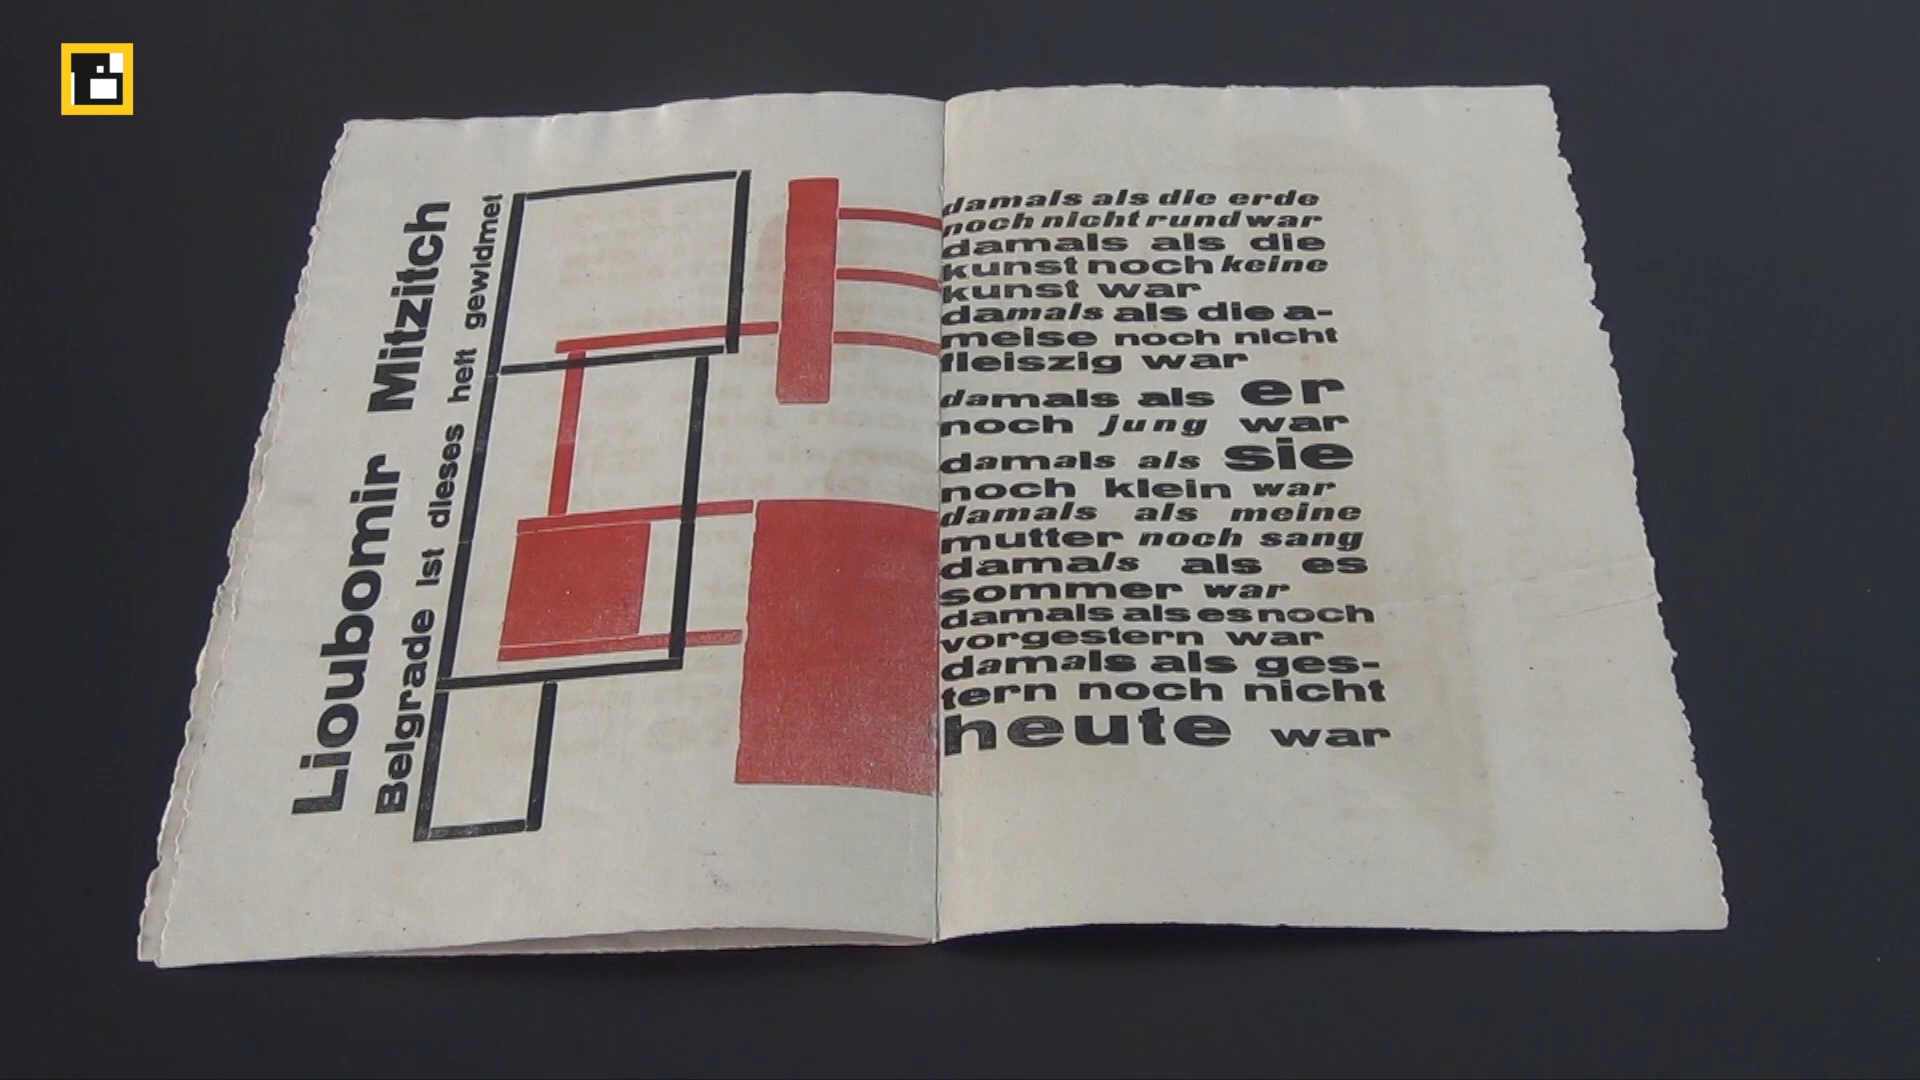 Lioubomir Mitzitch
Belgrade ist dieses heft gewidmet
damals als die erde
noch nicht rund war
damals als die
kunst noch keine
kunst war
damals als die a-
meise noch nicht
fleiszig war
damals als er
noch jung war
damals als sie
noch klein war
damals als meine
mutter noch sang
damals als es
sommer war
damals als es noch
vorgestern war
damals als ges-
tern noch nicht
heute war